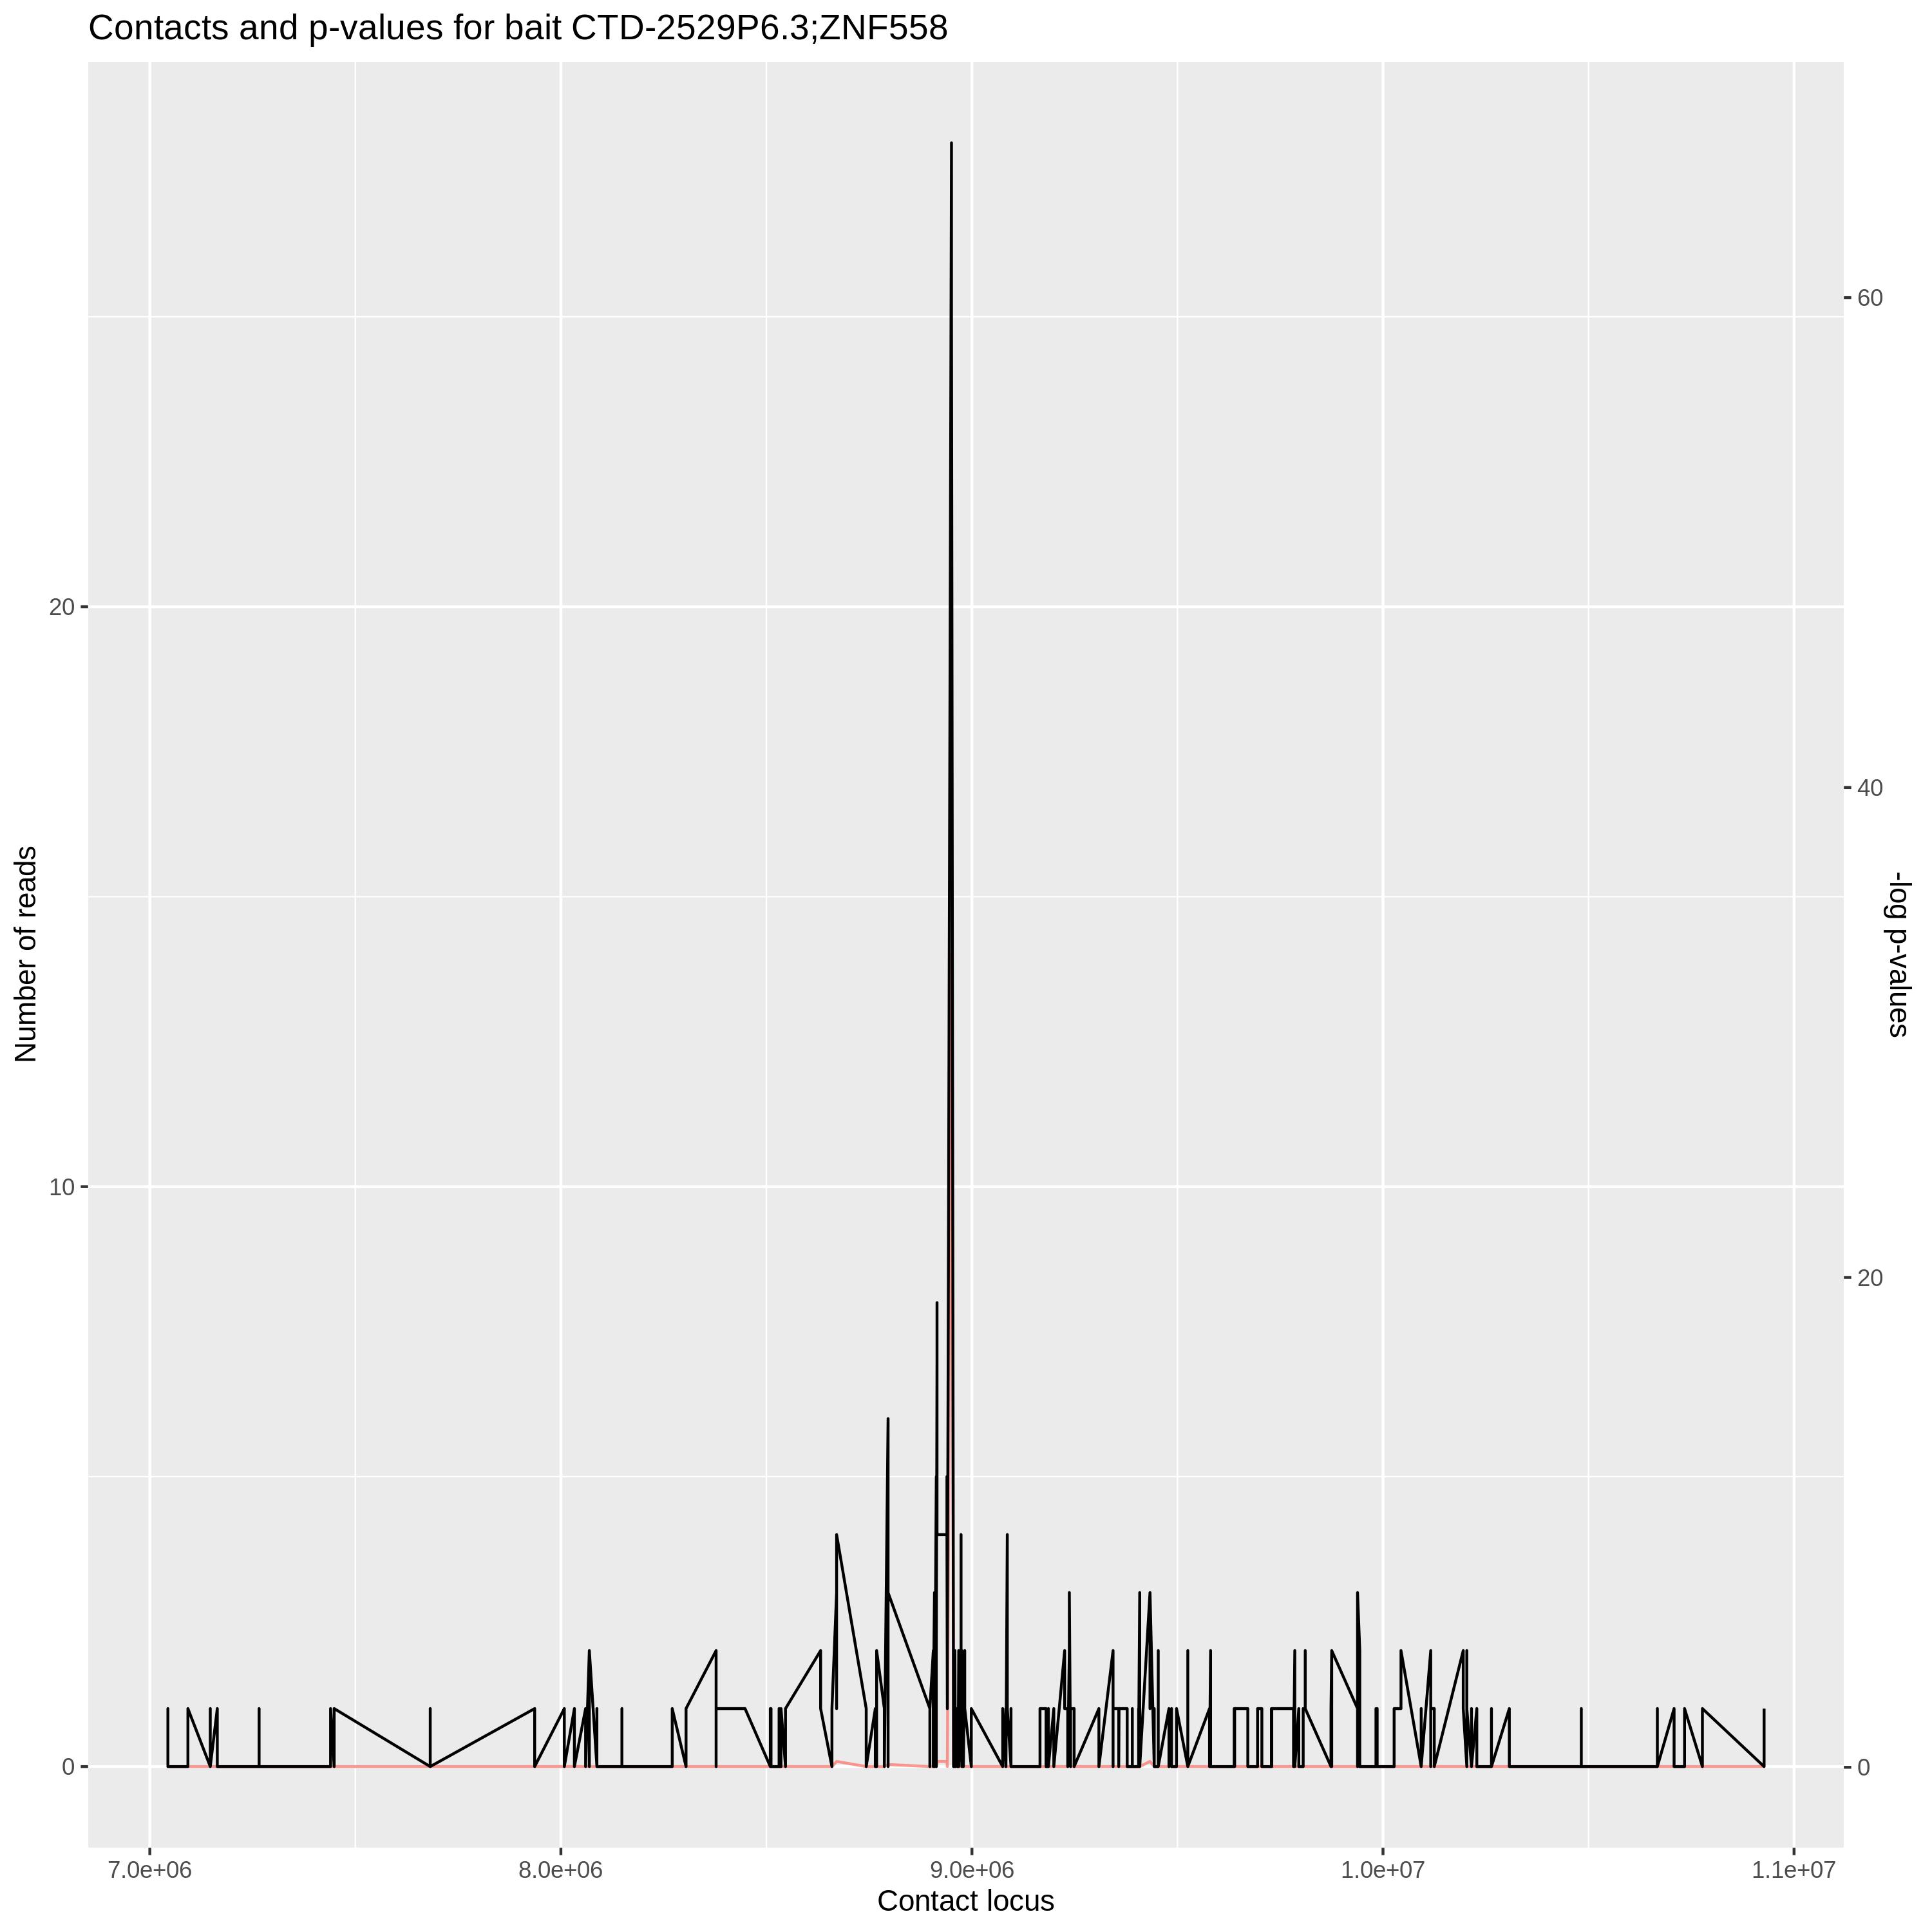 Contacts and p-values for bait CTD-2529P6.3;ZNF558
Number of reads
20
10
0
60
40
20
0
-log p-values
7.0e+06
8.0e+06
9.0e+06
1.0e+07
1.1e+07
Contact locus